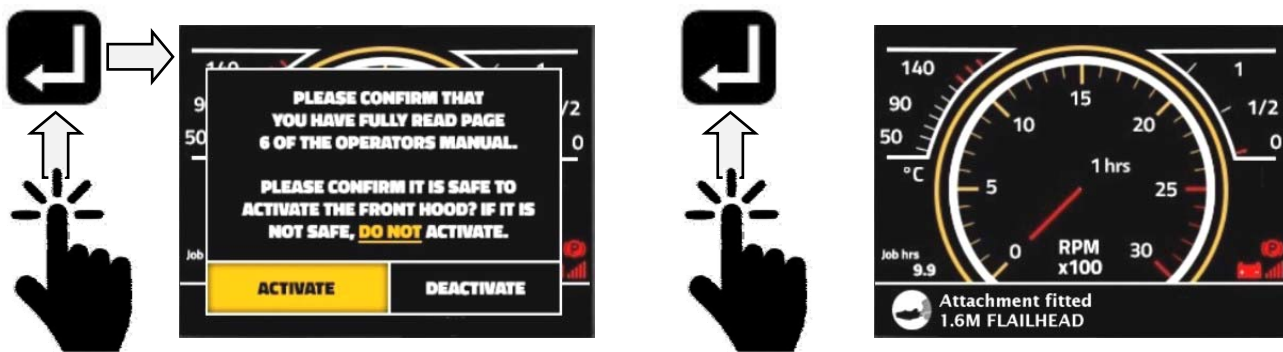 140
1
90
/2
50
0
PLEASE CONFIRM THAT
YOU HAVE FULLY READ PAGE
6 OF THE OPERATORS MANUAL.
PLEASE CONFIRM IT IS SAFE TO
ACTIVATE THE FRONT HOOD? IF IT IS
NOT SAFE, DO NOT ACTIVATE.
Job
P
ACTIVATE
DEACTIVATE
140
90
50
°C
1
1/2
0
0
5
10
15
20
25
30
1 hrs
RPM
x100
Job hrs
9.9
P
Attachment fitted
1.6M FLAILHEAD